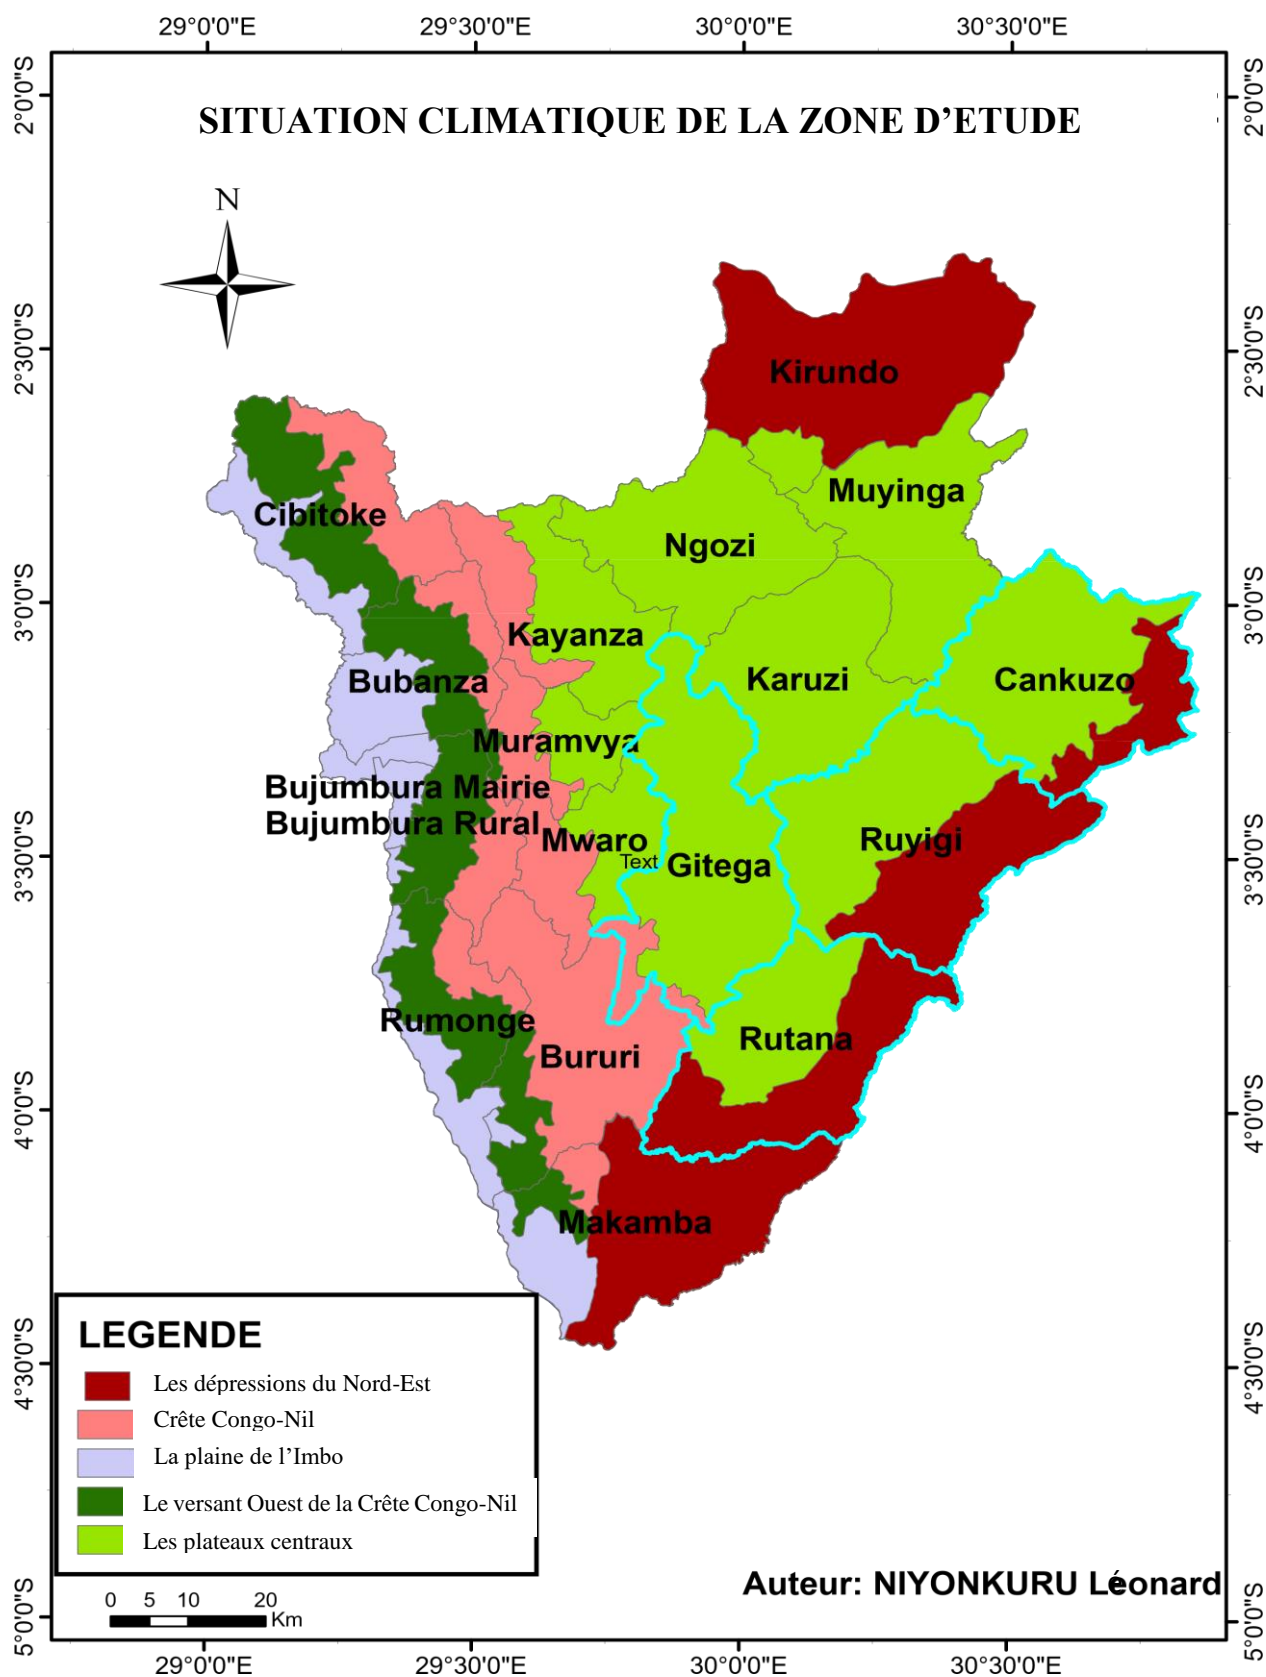 29°0'0"E 29°30'0"E 30°0'0"E 30°30'0"E
2°0'0"S 2°0'0"S
SITUATION CLIMATIQUE DE LA ZONE D'ETUDE
N
2°30'0"S 2°30'0"S
Kirundo
Muyinga
Cibitoke
Ngozi
3°0'0"S 3°0'0"S
Kayanza
Bubanza Karuzi Cankuzo
Muramvya
Bujumbura Mairie
Bujumbura Rural
Mwaro Ruyigi
3°30'0"S Text Gitega 3°30'0"S
Rumonge
Rutana
Bururi
4°0'0"S 4°0'0"S
Makamba
LEGENDE
4°30'0"S 4°30'0"S
Les dépressions du Nord-Est
Crête Congo-Nil
La plaine de l'Imbo
Le versant Ouest de la Crête Congo-Nil
Les plateaux centraux
Auteur: NIYONKURU Léonard
0 5 10 20
Km
5°0'0"S 5°0'0"S
29°0'0"E 29°30'0"E 30°0'0"E 30°30'0"E